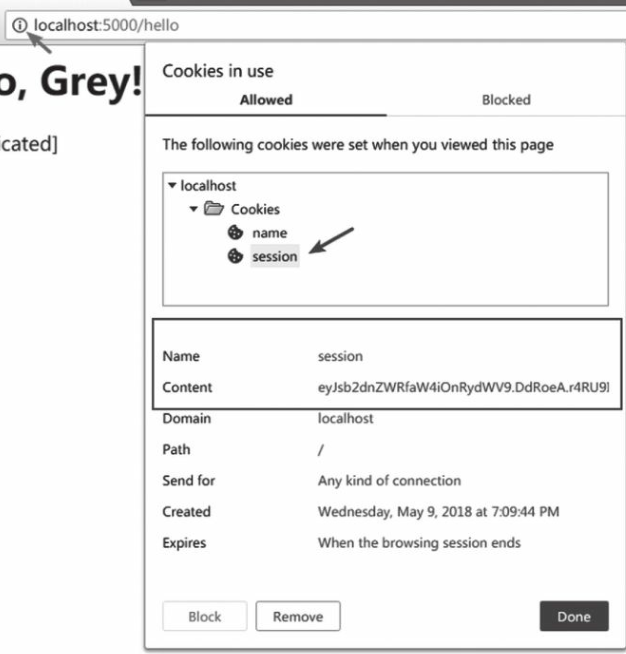 localhost:5000/hello
o, Grey!
icated]
Cookies in use
Allowed Blocked
The following cookies were set when you viewed this page
localhost
Cookies
name
session
Name session
Content eyJsb2dnZWRfaW4iOnRydWV9.DdRoeA.r4RU9l
Domain localhost
Path /
Send for Any kind of connection
Created Wednesday, May 9, 2018 at 7:09:44 PM
Expires When the browsing session ends
Block Remove Done